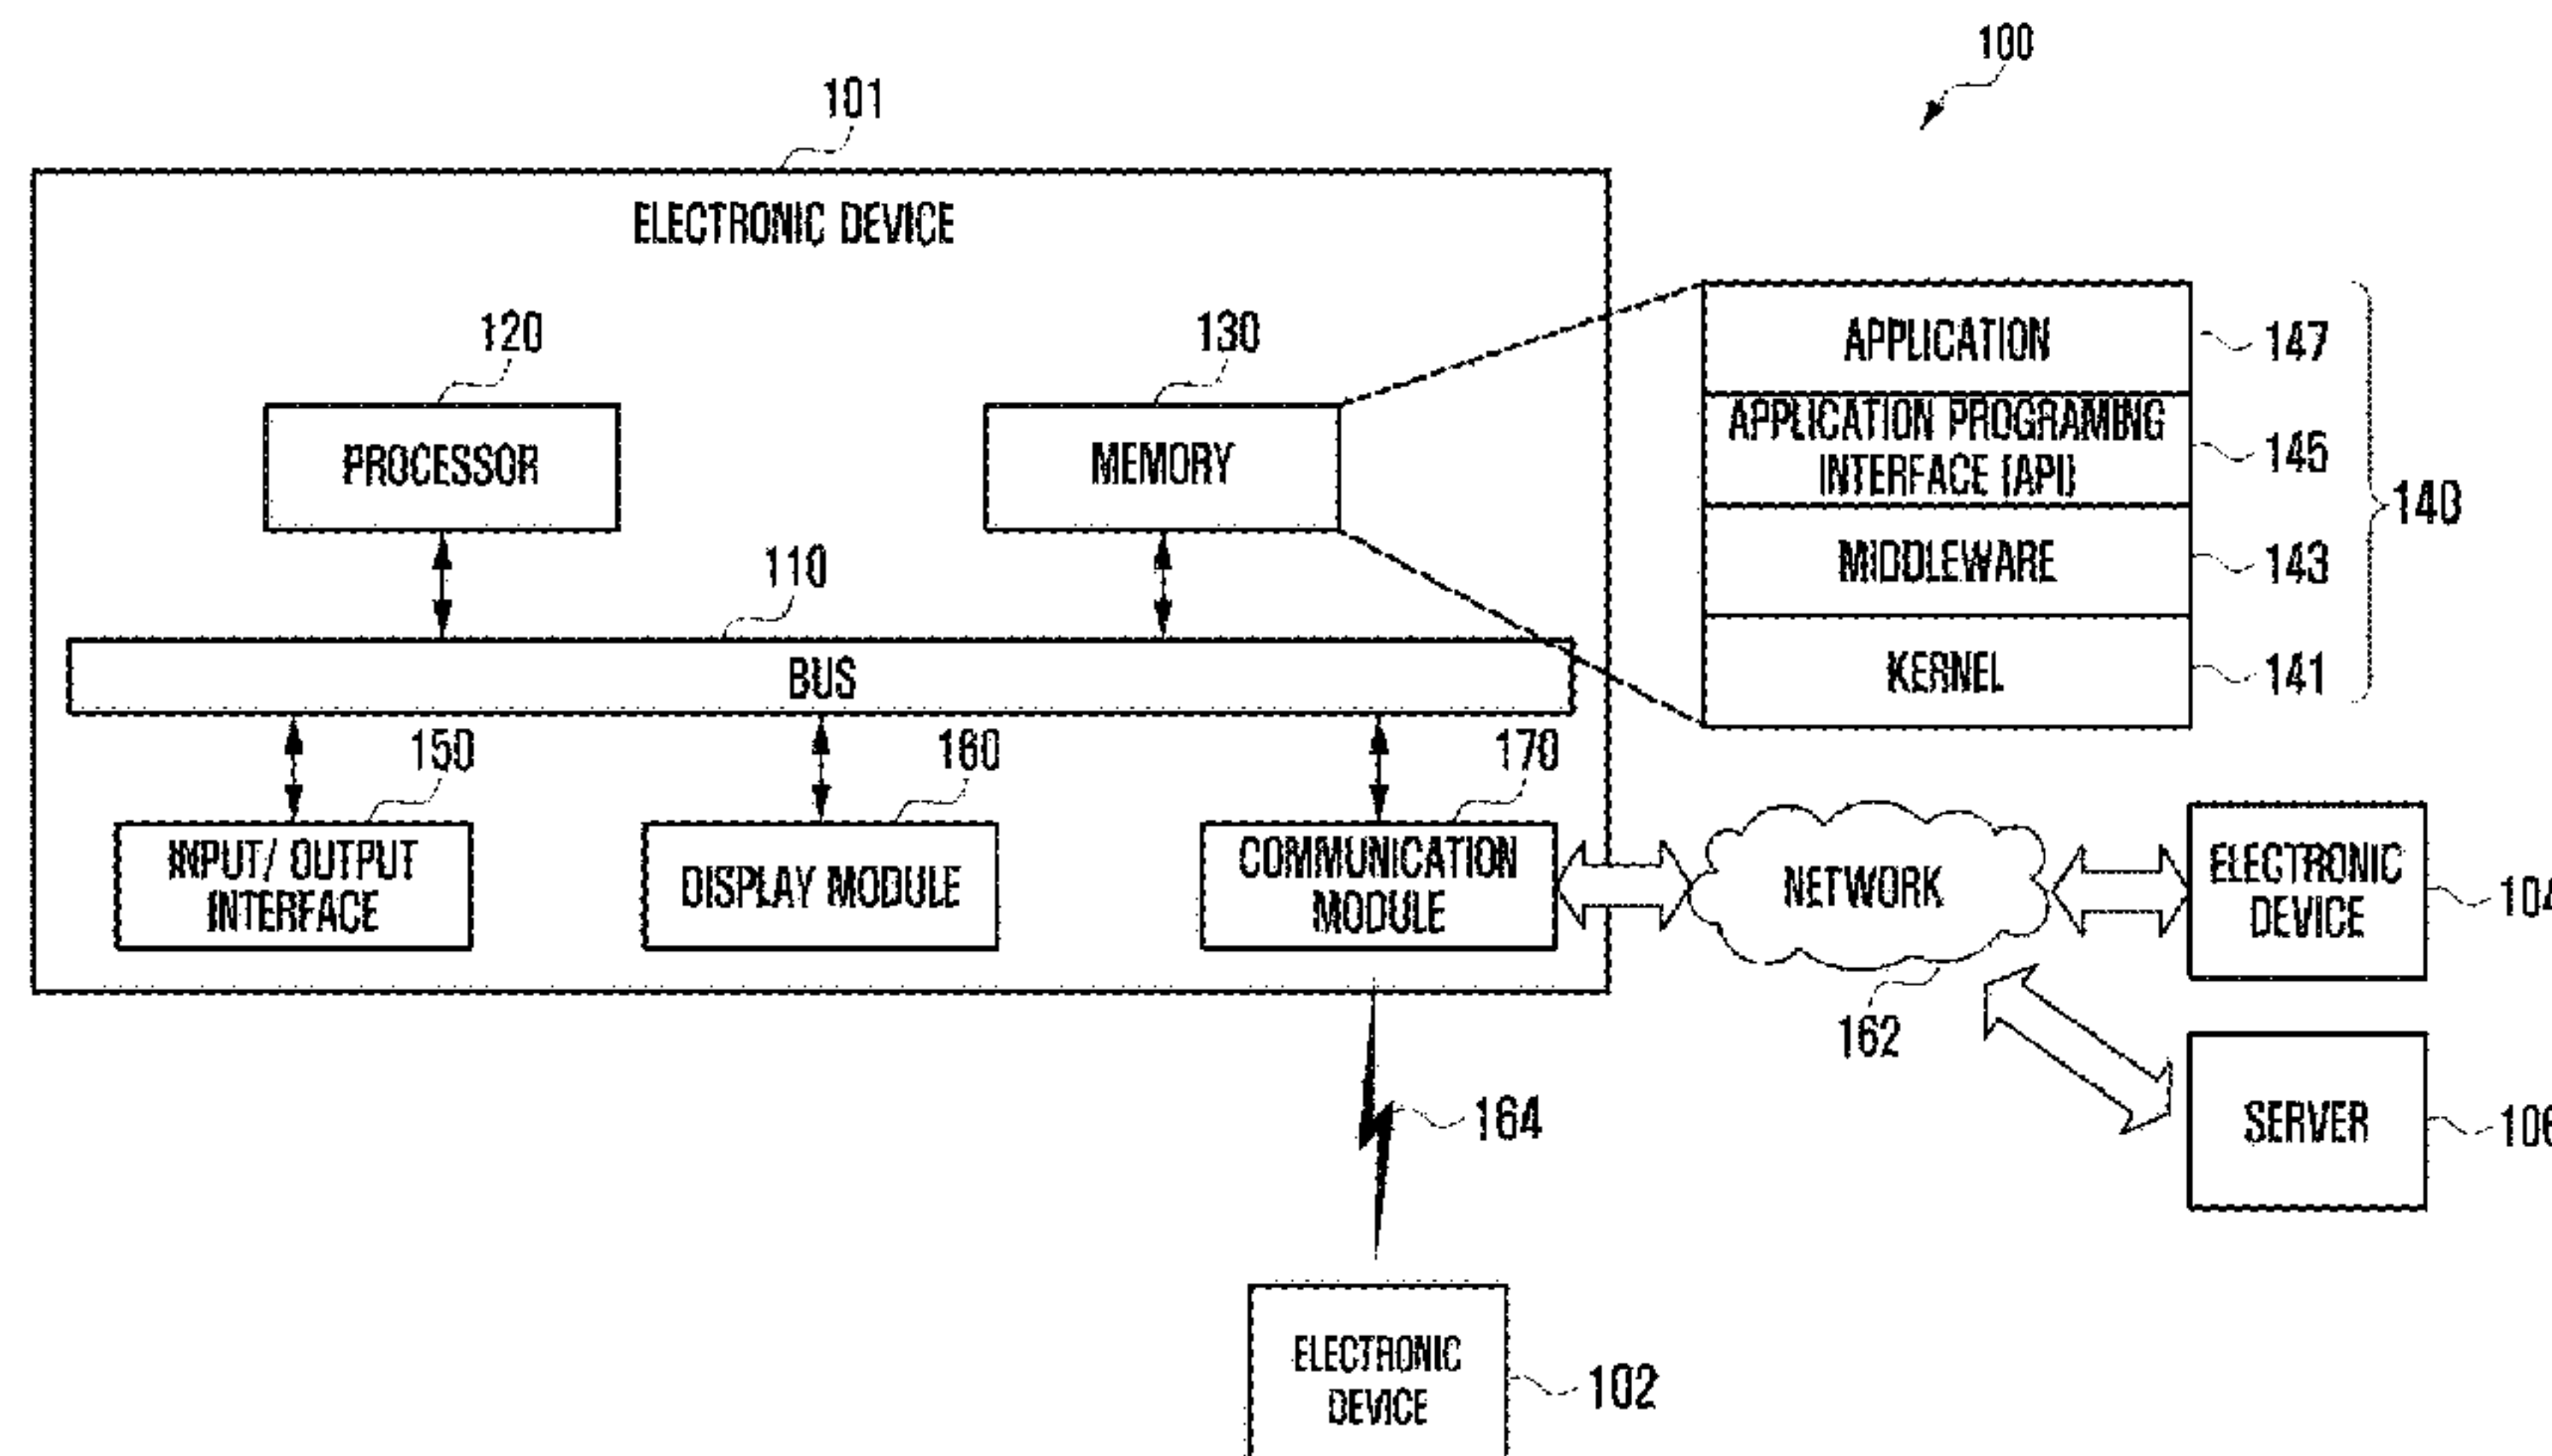 100
101
ELECTRONIC DEVICE
120
130
PROCESSOR
MEMORY
APPLICATION
147
APPLICATION PROGRAMING
INTERFACE (API)
145
MIDDLEWARE
143
KERNEL
141
140
110
BUS
150
160
170
INPUT/ OUTPUT
INTERFACE
DISPLAY MODULE
COMMUNICATION
MODULE
NETWORK
162
ELECTRONIC
DEVICE
104
SERVER
106
164
ELECTRONIC
DEVICE
102